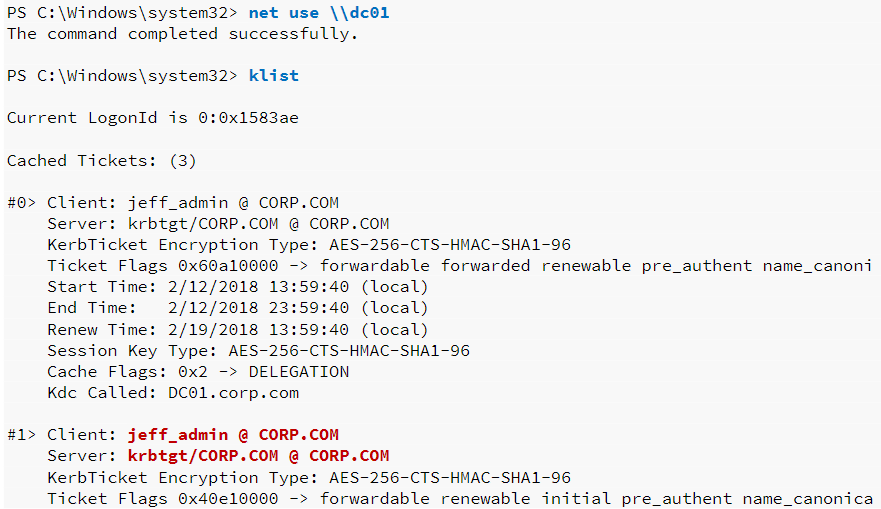 PS C:\Windows\system32> net use \\dc01
The command completed successfully.
PS C:\Windows\system32> klist
Current LogonId is 0:0x1583ae
Cached Tickets: (3)
#0> Client: jeff_admin @ CORP.COM
Server: krbtgt/CORP.COM @ CORP.COM
KerbTicket Encryption Type: AES-256-CTS-HMAC-SHA1-96
Ticket Flags 0x60a10000 -> forwardable forwarded renewable pre_authent name_canoni
Start Time: 2/12/2018 13:59:40 (local)
End Time:   2/12/2018 23:59:40 (local)
Renew Time: 2/19/2018 13:59:40 (local)
Session Key Type: AES-256-CTS-HMAC-SHA1-96
Cache Flags: 0x2 -> DELEGATION
Kdc Called: DC01.corp.com
#1> Client: jeff_admin @ CORP.COM
Server: krbtgt/CORP.COM @ CORP.COM
KerbTicket Encryption Type: AES-256-CTS-HMAC-SHA1-96
Ticket Flags 0x40e10000 -> forwardable renewable initial pre_authent name_canonica